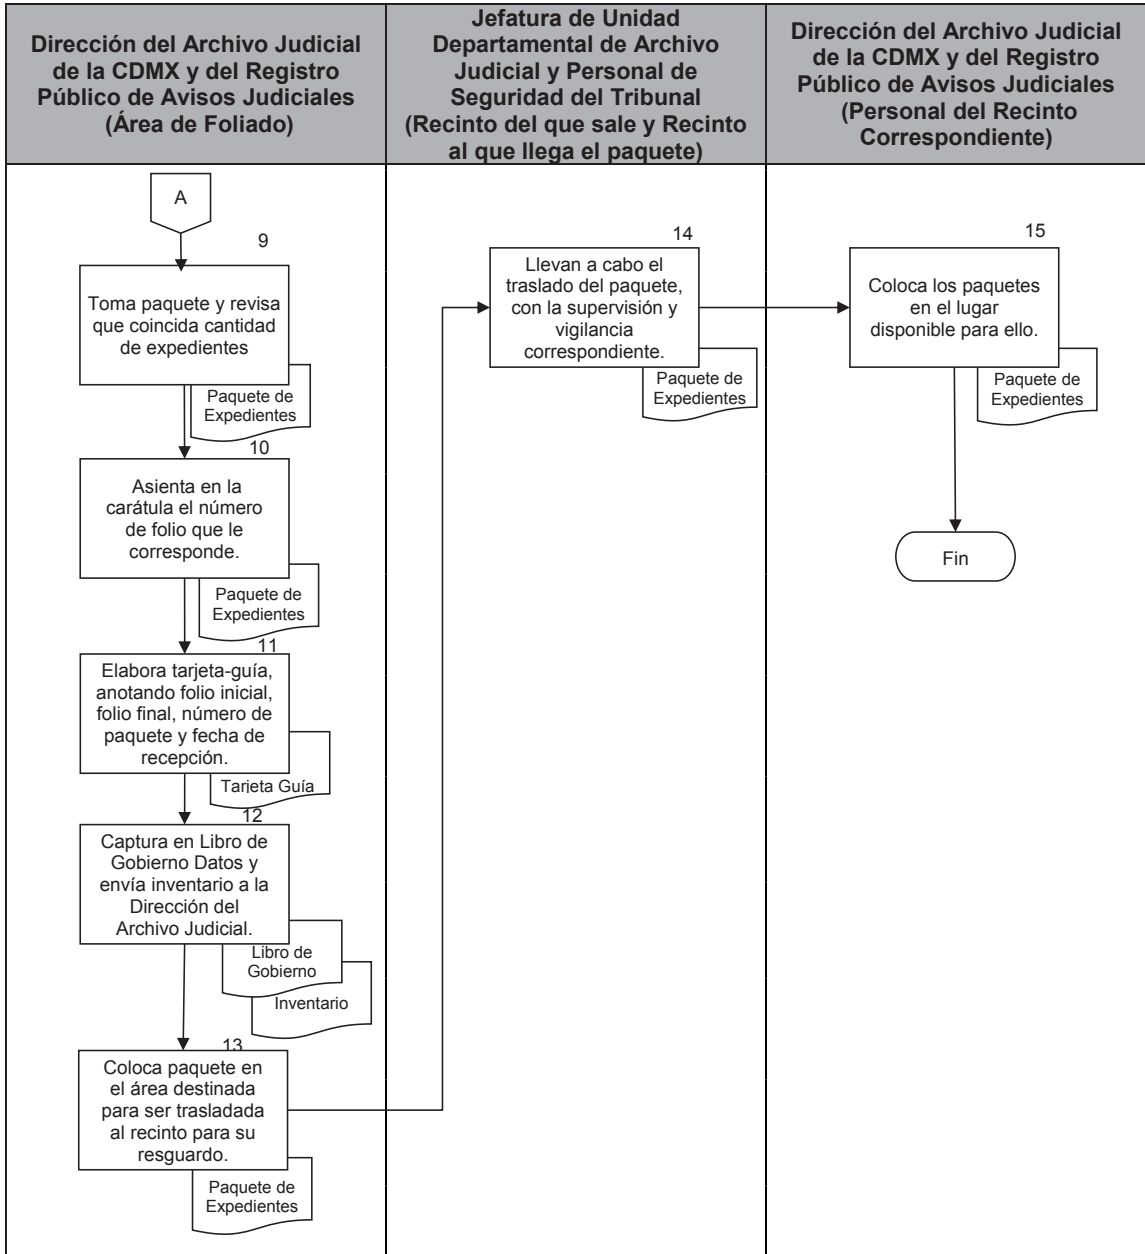 Dirección del Archivo Judicial
de la CDMX y del Registro
Público de Avisos Judiciales
(Área de Foliado)
Jefatura de Unidad
Departamental de Archivo
Judicial y Personal de
Seguridad del Tribunal
(Recinto del que sale y Recinto
al que llega el paquete)
Dirección del Archivo Judicial
de la CDMX y del Registro
Público de Avisos Judiciales
(Personal del Recinto
Correspondiente)
A
9
Toma paquete y revisa
que coincida cantidad
de expedientes
Paquete de
Expedientes
10
Asienta en la
carátula el número
de folio que le
corresponde.
Paquete de
Expedientes
11
Elabora tarjeta-guía,
anotando folio inicial,
folio final, número de
paquete y fecha de
recepción.
Tarjeta Guía
12
Captura en Libro de
Gobierno Datos y
envía inventario a la
Dirección del
Archivo Judicial.
Libro de
Gobierno
Inventario
13
Coloca paquete en
el área destinada
para ser trasladada
al recinto para su
resguardo.
Paquete de
Expedientes
14
Llevan a cabo el
traslado del paquete,
con la supervisión y
vigilancia
correspondiente.
Paquete de
Expedientes
15
Coloca los paquetes
en el lugar
disponible para ello.
Paquete de
Expedientes
Fin